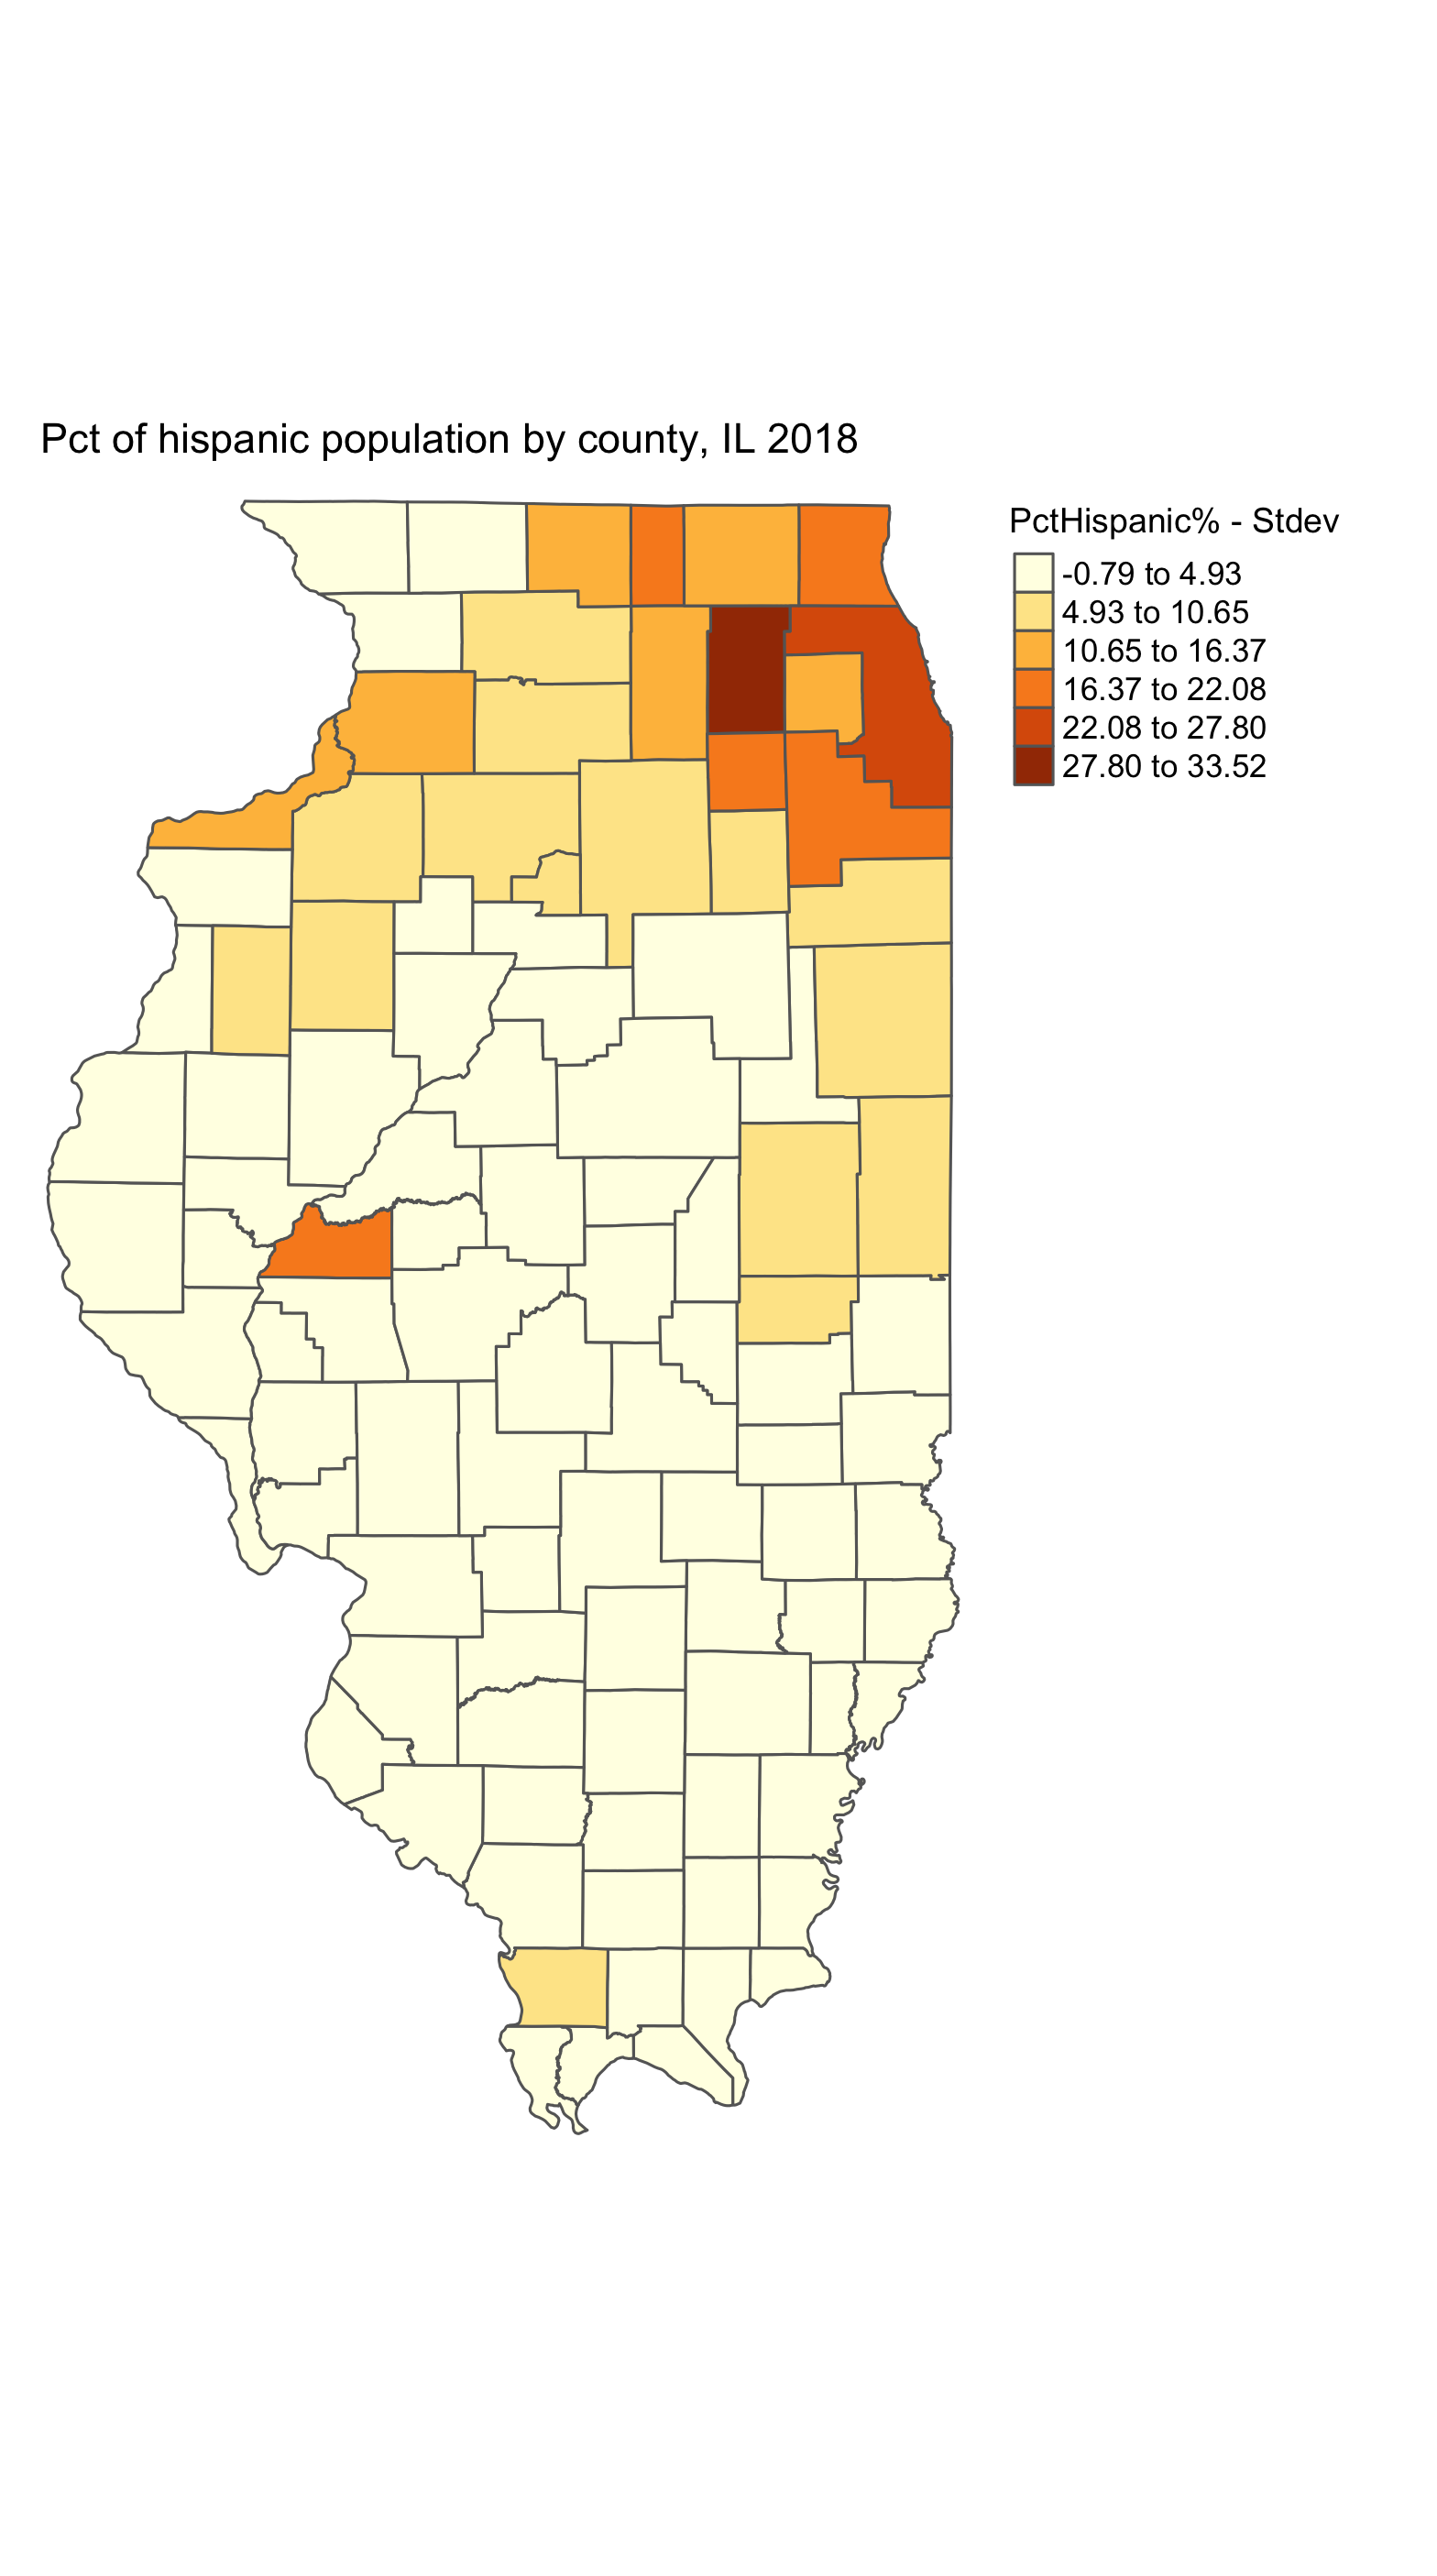 Pct of hispanic population by county, IL 2018
PctHispanic% - Stdev
-0.79 to 4.93
4.93 to 10.65
10.65 to 16.37
16.37 to 22.08
22.08 to 27.80
27.80 to 33.52